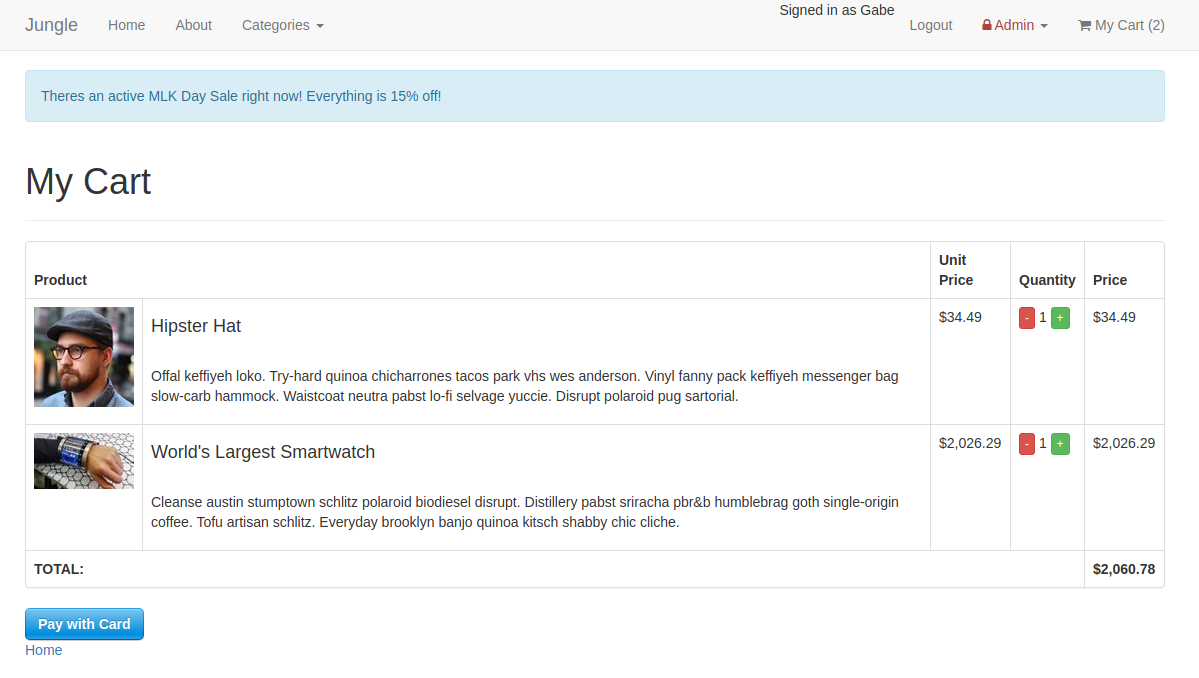 Signed in as Gabe
Jungle Home About Categories Logout Admin My Cart (2)
Theres an active MLK Day Sale right now! Everything is 15% off!
My Cart
Product Unit Price Quantity Price
Hipster Hat $34.49 - 1 + $34.49
Offal keffiyeh loko. Try-hard quinoa chicharrones tacos park vhs wes anderson. Vinyl fanny pack keffiyeh messenger bag
slow-carb hammock. Waistcoat neutra pabst lo-fi selvage yuccie. Disrupt polaroid pug sartorial.
World's Largest Smartwatch $2,026.29 - 1 + $2,026.29
Cleanse austin stumptown schlitz polaroid biodiesel disrupt. Distillery pabst sriracha pbr&b humblebrag goth single-origin
coffee. Tofu artisan schlitz. Everyday brooklyn banjo quinoa kitsch shabby chic cliche.
TOTAL: $2,060.78
Pay with Card
Home